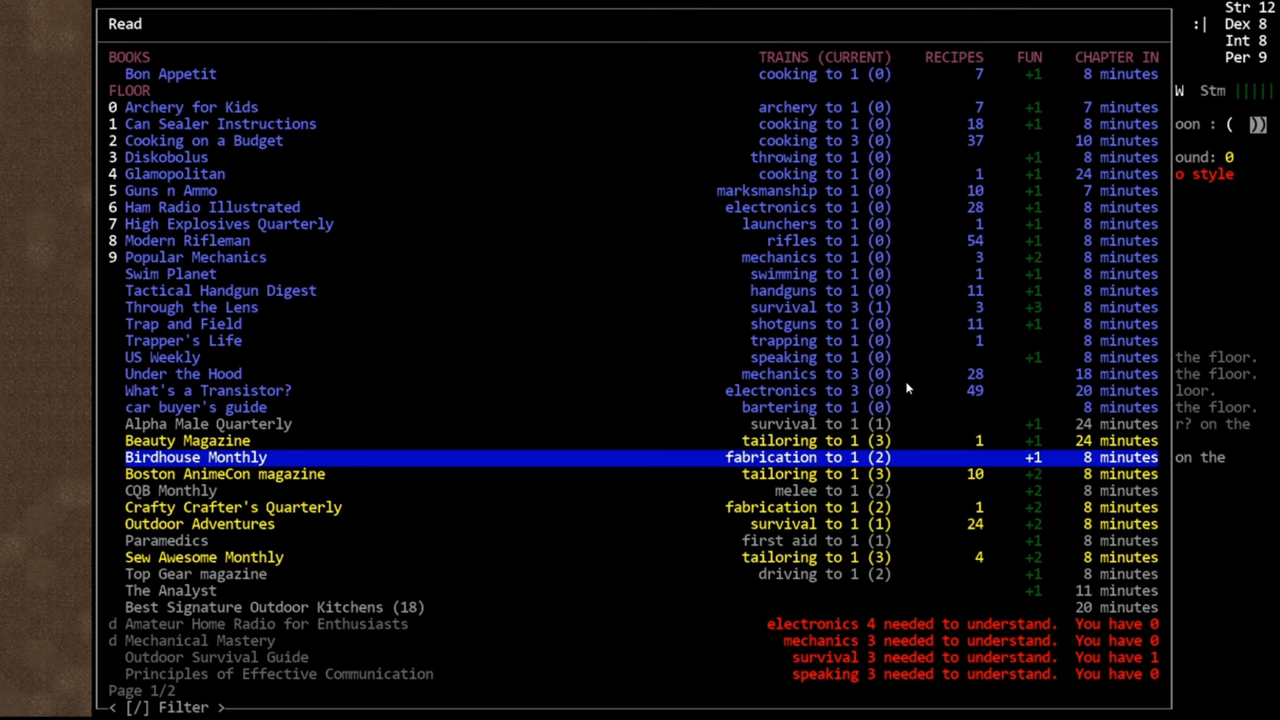 Read
Str 12
:| Dex 8
Int 8
Per 9
BOOKS TRAINS (CURRENT) RECIPES FUN CHAPTER IN
Bon Appetit cooking to 1 (0) 7 +1 8 minutes
FLOOR W Stm |||||
0 Archery for Kids archery to 1 (0) 7 +1 7 minutes
1 Can Sealer Instructions cooking to 1 (0) 18 +1 8 minutes oon : ( ))
2 Cooking on a Budget cooking to 3 (0) 37 10 minutes
3 Diskobolus throwing to 1 (0) +1 8 minutes ound: 0
4 Glamopolitan cooking to 1 (0) 1 +1 24 minutes o style
5 Guns n Ammo marksmanship to 1 (0) 10 +1 7 minutes
6 Ham Radio Illustrated electronics to 1 (0) 28 +1 8 minutes
7 High Explosives Quarterly launchers to 1 (0) 1 +1 8 minutes
8 Modern Rifleman rifles to 1 (0) 54 +1 8 minutes
9 Popular Mechanics mechanics to 1 (0) 3 +2 8 minutes
Swim Planet swimming to 1 (0) 1 +1 8 minutes
Tactical Handgun Digest handguns to 1 (0) 11 +1 8 minutes
Through the Lens survival to 3 (1) 3 +3 8 minutes
Trap and Field shotguns to 1 (0) 11 +1 8 minutes
Trapper's Life trapping to 1 (0) 1 8 minutes
US Weekly speaking to 1 (0) +1 8 minutes the floor.
Under the Hood mechanics to 3 (0) 28 18 minutes the floor.
What's a Transistor? electronics to 3 (0) 49 20 minutes loor.
car buyer's guide bartering to 1 (0) 8 minutes the floor.
Alpha Male Quarterly survival to 1 (1) +1 24 minutes r? on the
Beauty Magazine tailoring to 1 (3) 1 +1 24 minutes
Birdhouse Monthly fabrication to 1 (2) +1 8 minutes on the
Boston AnimeCon magazine tailoring to 1 (3) 10 +2 8 minutes
CQB Monthly melee to 1 (2) +2 8 minutes
Crafty Crafter's Quarterly fabrication to 1 (2) 1 +2 8 minutes
Outdoor Adventures survival to 1 (1) 24 +2 8 minutes
Paramedics first aid to 1 (1) +1 8 minutes
Sew Awesome Monthly tailoring to 1 (3) 4 +2 8 minutes
Top Gear magazine driving to 1 (2) +1 8 minutes
The Analyst +1 11 minutes
Best Signature Outdoor Kitchens (18) 20 minutes
d Amateur Home Radio for Enthusiasts electronics 4 needed to understand. You have 0
d Mechanical Mastery mechanics 3 needed to understand. You have 0
Outdoor Survival Guide survival 3 needed to understand. You have 1
Principles of Effective Communication speaking 3 needed to understand. You have 0
Page 1/2
< [/] Filter >